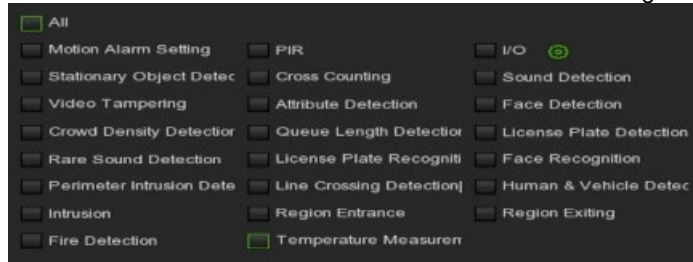 All
Motion Alarm Setting PIR I/O
Stationary Object Detec Cross Counting Sound Detection
Video Tampering Attribute Detection Face Detection
Crowd Density Detection Queue Length Detection License Plate Detection
Rare Sound Detection License Plate Recogniti Face Recognition
Perimeter Intrusion Dete Line Crossing Detection| Human & Vehicle Detec
Intrusion Region Entrance Region Exiting
Fire Detection Temperature Measurem